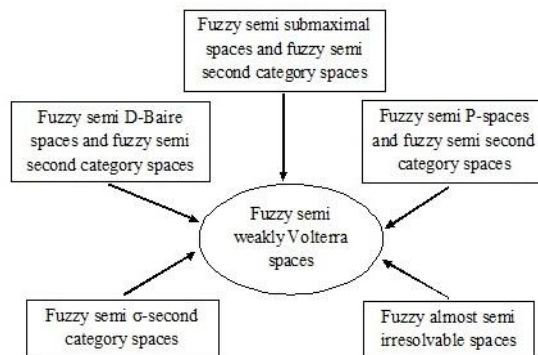 Fuzzy semi submaximal
spaces and fuzzy semi
second category spaces
Fuzzy semi D-Baire
spaces and fuzzy semi
second category spaces
Fuzzy semi P-spaces
and fuzzy semi second
category spaces
Fuzzy semi
weakly Volterra
spaces
Fuzzy semi σ-second
category spaces
Fuzzy almost semi
irresolvable spaces